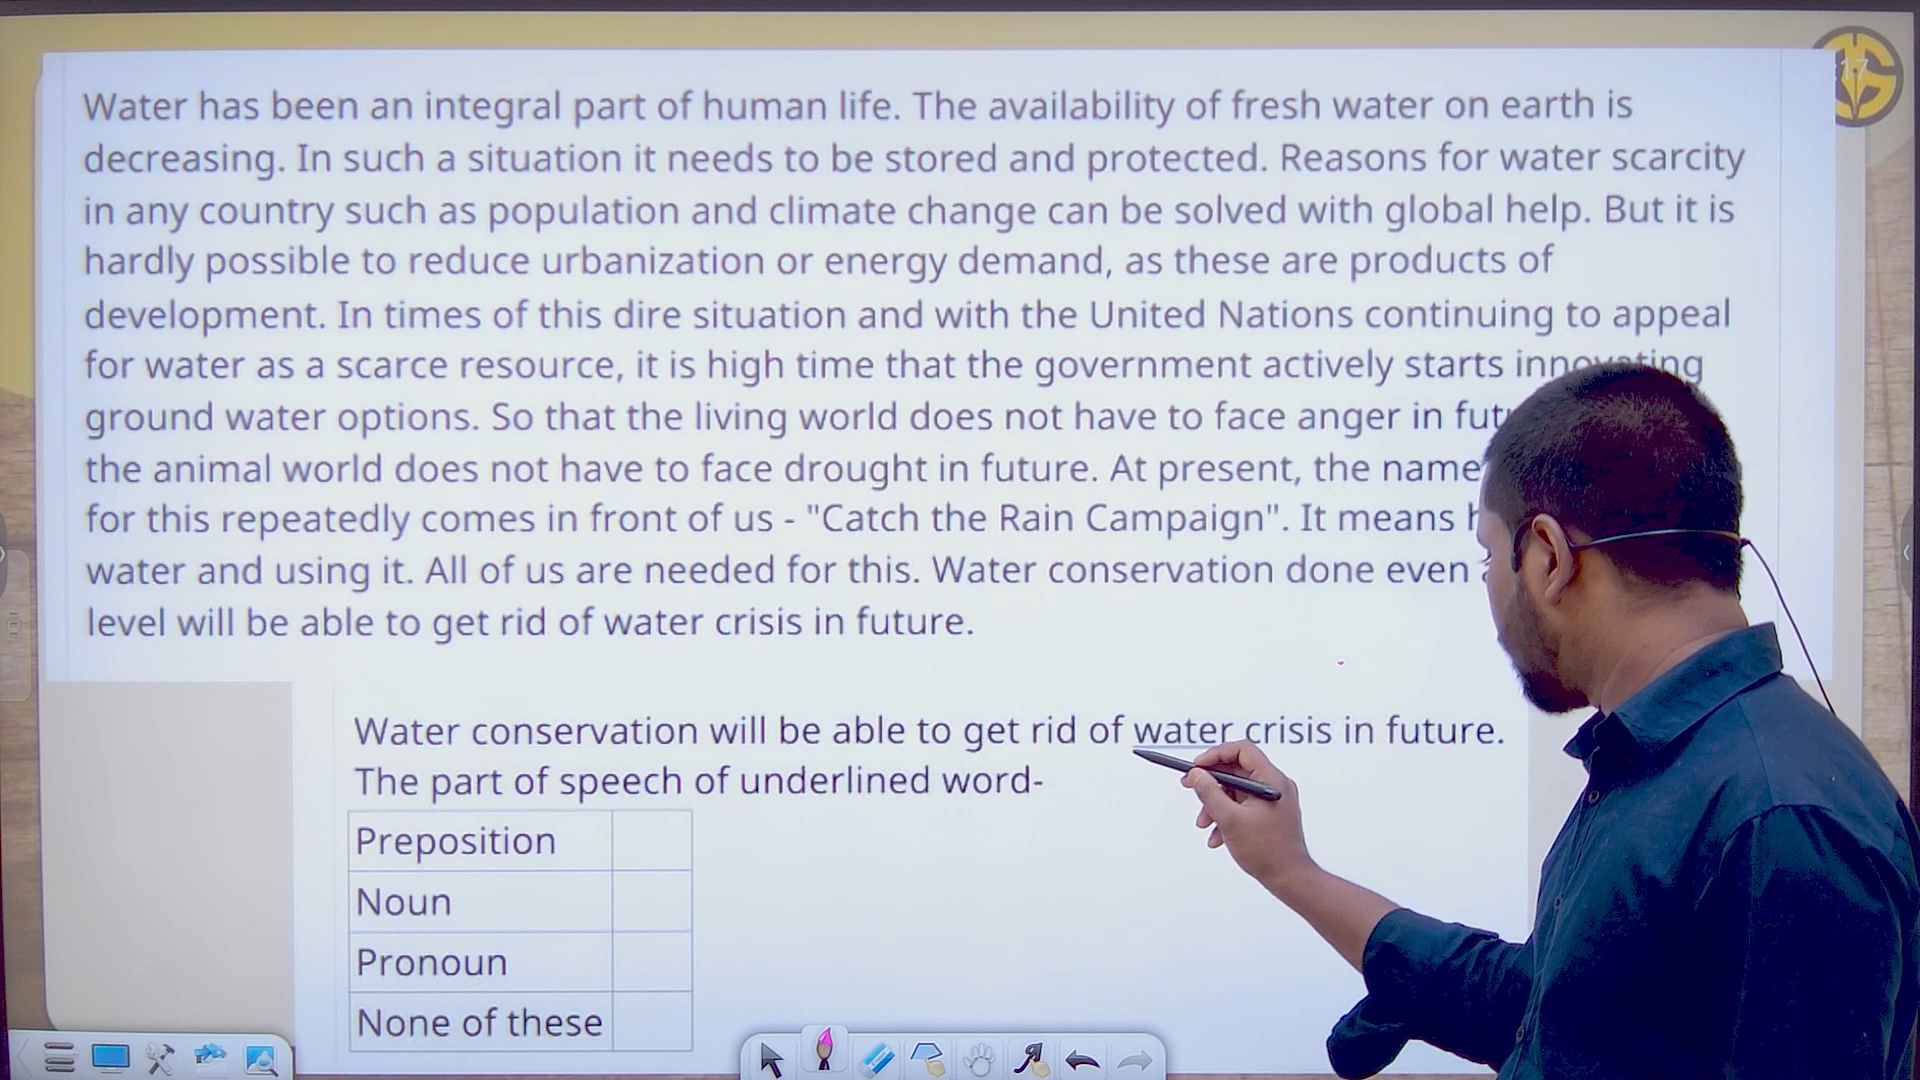 Water has been an integral part of human life. The availability of fresh water on earth is
decreasing. In such a situation it needs to be stored and protected. Reasons for water scarcity
in any country such as population and climate change can be solved with global help. But it is
hardly possible to reduce urbanization or energy demand, as these are products of
development. In times of this dire situation and with the United Nations continuing to appeal
for water as a scarce resource, it is high time that the government actively starts innovating
ground water options. So that the living world does not have to face anger in
the animal world does not have to face drought in future. At present, the name
for this repeatedly comes in front of us - "Catch the Rain Campaign". It means
water and using it. All of us are needed for this. Water conservation done even
level will be able to get rid of water crisis in future.
Water conservation will be able to get rid of water crisis in future.
The part of speech of underlined word-
Preposition
Noun
Pronoun
None of these